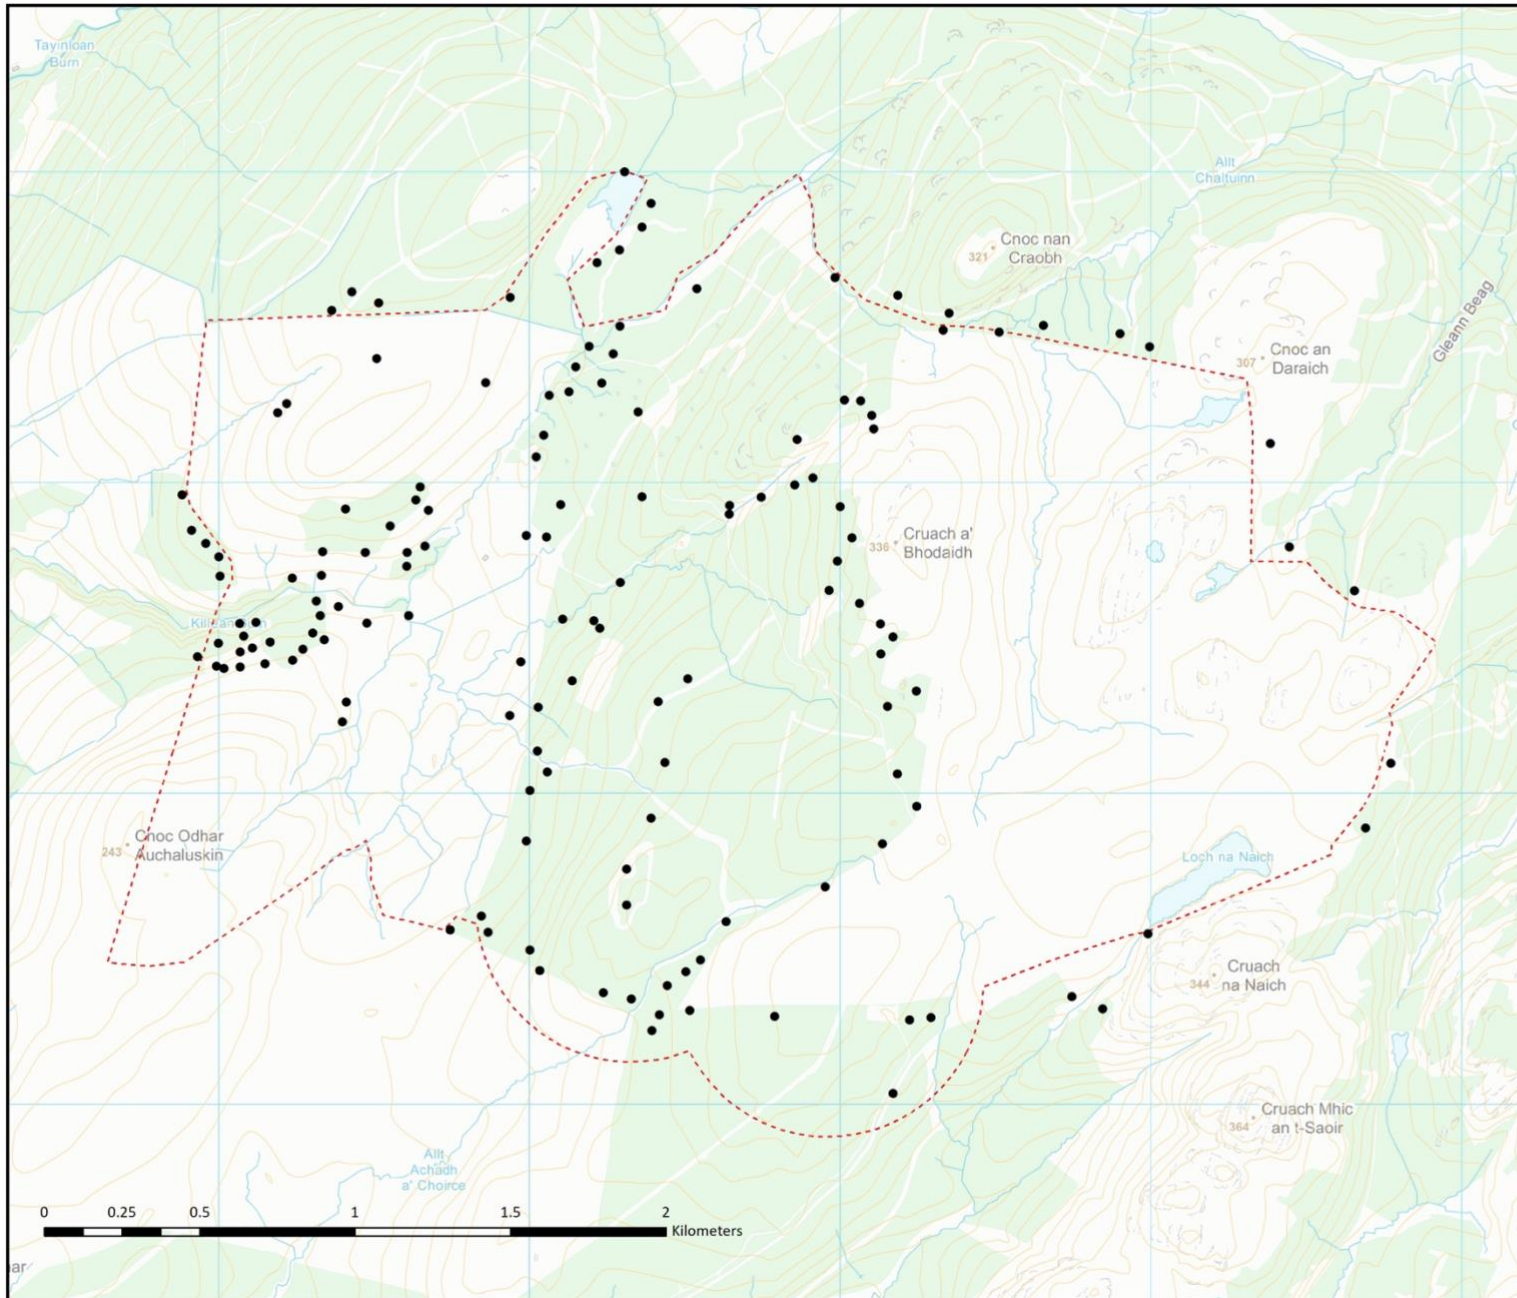 Tayinloan
Burn
Allt
Chaltuinn
Cnoc nan
Craobh
321
Gleann Beag
Cnoc an
Daraich
307
Cruach a'
Bhodaidh
336
Cnoc Odhar
Auchaluskin
243
Loch na Naich
Cruach
na Naich
344
Cruach Mhic
an t-Saoir
364
Allt
Achadh
a' Choirce
0 0.25 0.5 1 1.5 2
Kilometers